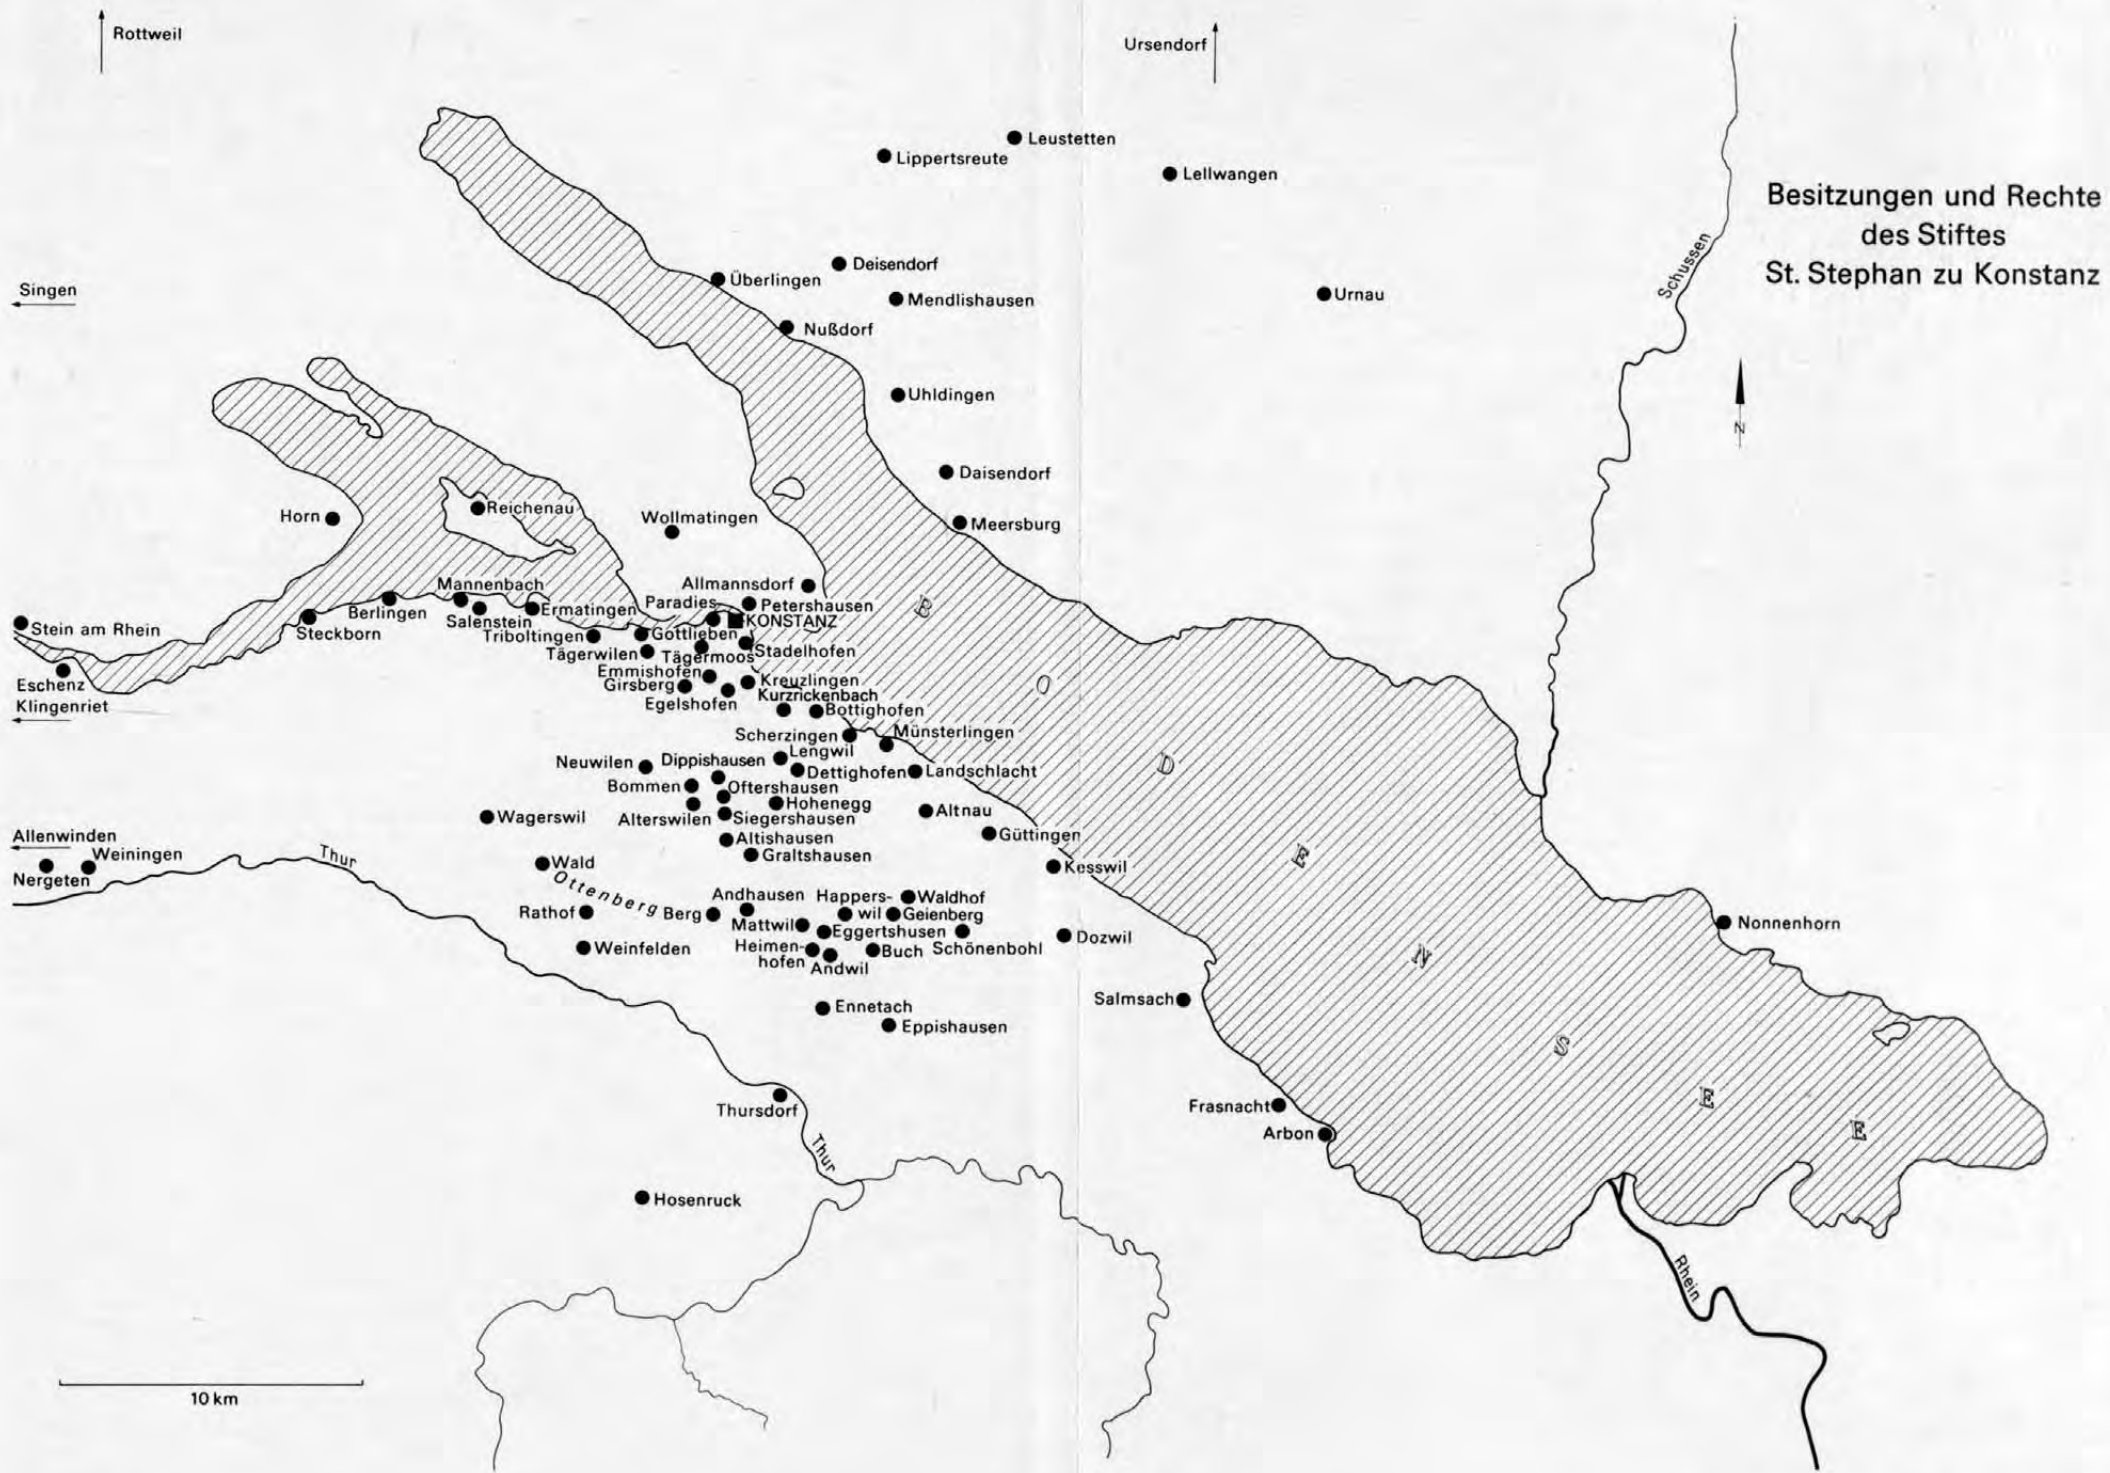 Rottweil
Ursendorf
Leustetten
Lippertsreute
Lellwangen
Besitzungen und Rechte
des Stiftes
St. Stephan zu Konstanz
Schussen
Deisendorf
Überlingen
Singen
Mendlishausen
Urnau
Nußdorf
Uhldingen
N
Daisendorf
Reichenau
Horn
Wollmatingen
Meersburg
Mannenbach
Allmannsdorf
Berlingen
Ermatingen
Paradies
Petershausen
BODENSEE
Salenstein
KONSTANZ
Stein am Rhein
Steckborn
Triboltingen
Gottlieben
Tägerwilen
Tägermoos
Stadelhofen
Emmishofen
Eschenz
Girsberg
Kreuzlingen
Klingenriet
Egelshofen
Kurzrickenbach
Bottighofen
Scherzingen
Münsterlingen
Lengwil
Neuwilen
Dippishausen
Dettighofen
Landschlacht
Bommen
Oftershausen
Hohenegg
Wagerswil
Alterswilen
Siegershausen
Altnau
Allenwinden
Altishausen
Güttingen
Weiningen
Thur
Graltshausen
Nergeten
Wald
Kesswil
Ottenberg
Andhausen
Happers-
wil
Waldhof
Rathof
Berg
Geienberg
Mattwil
Eggertshusen
Nonnenhorn
Weinfelden
Heimen-
hofen
Buch
Schönenbohl
Dozwil
Andwil
Salmsach
Ennetach
Eppishausen
Thursdorf
Frasnacht
Arbon
Thur
Hosenruck
Rhein
10 km